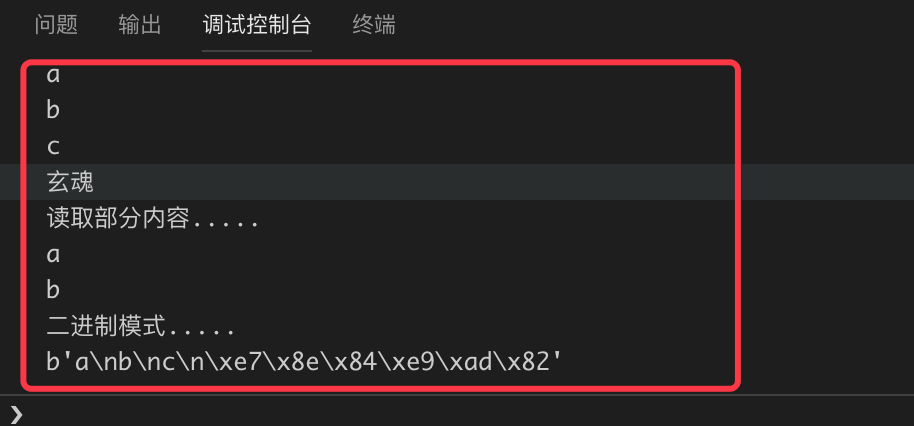 问题 输出 调试控制台 终端
a
b
c
玄魂
读取部分内容.....
a
b
二进制模式.....
b'a\nb\nc\n\xe7\x8e\x84\xe9\xad\x82'
❯